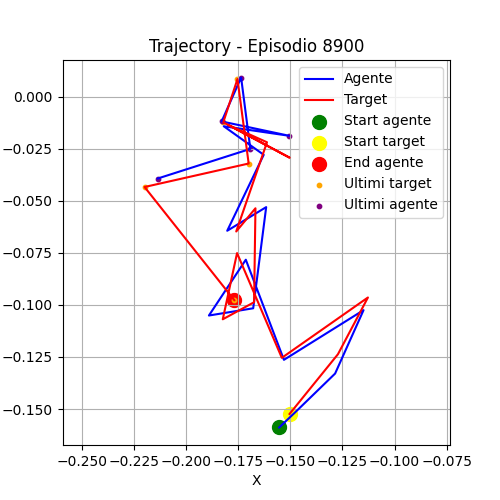 Trajectory - Episodio 8900
Agente
Target
Start agente
Start target
End agente
Ultimi target
Ultimi agente
0.000
−0.025
−0.050
−0.075
−0.100
−0.125
−0.150
−0.250
−0.225
−0.200
−0.175
−0.150
−0.125
−0.100
−0.075
X